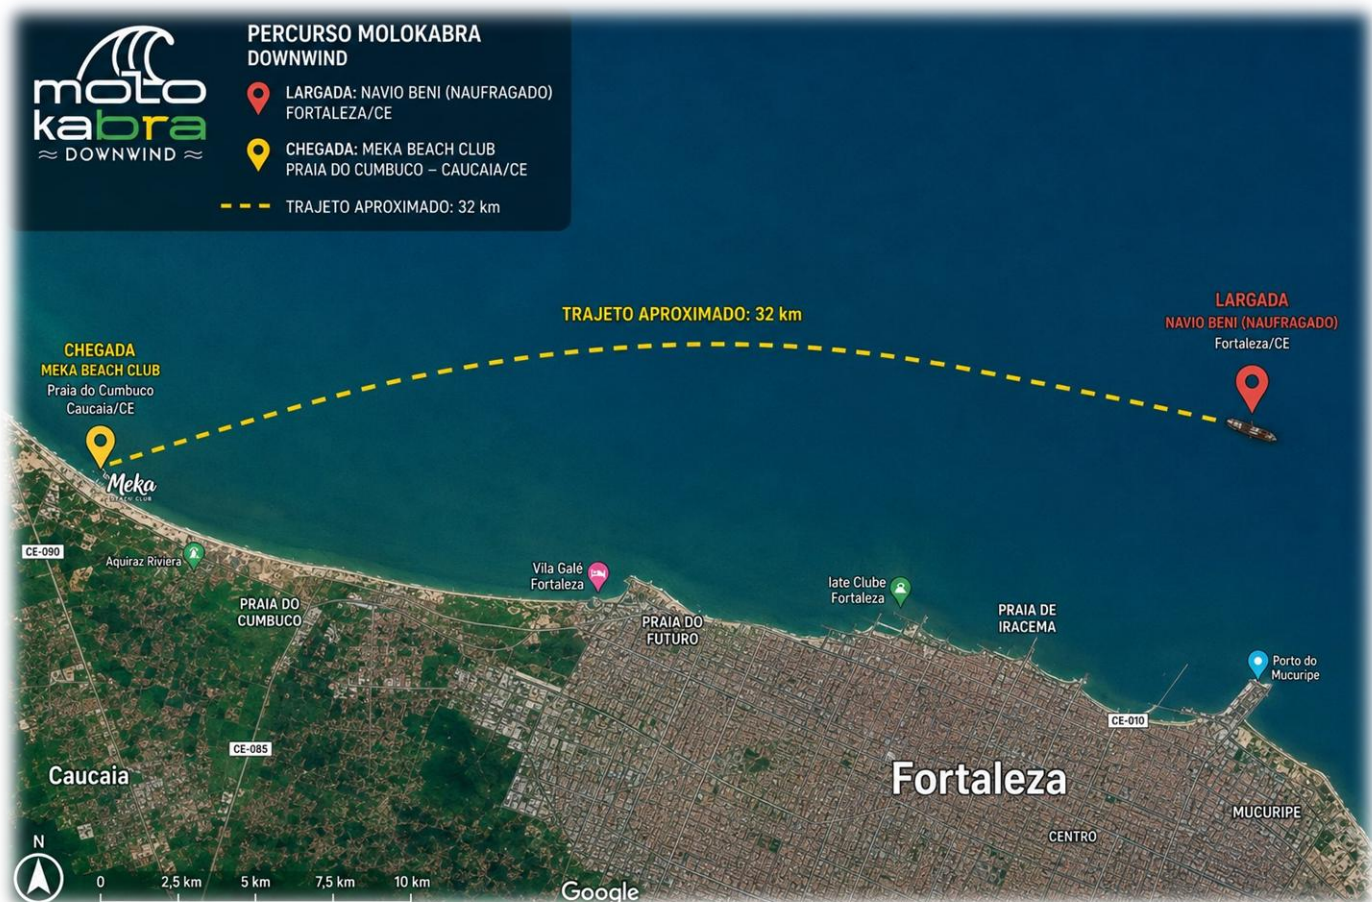 molo
kabra
≈ DOWNWIND ≈
PERCURSO MOLOKABRA
DOWNWIND
LARGADA: NAVIO BENI (NAUFRAGADO)
FORTALEZA/CE
CHEGADA: MEKA BEACH CLUB
PRAIA DO CUMBUCO – CAUCAIA/CE
TRAJETO APROXIMADO: 32 km
TRAJETO APROXIMADO: 32 km
LARGADA
NAVIO BENI (NAUFRAGADO)
Fortaleza/CE
CHEGADA
MEKA BEACH CLUB
Praia do Cumbuco
Caucaia/CE
Meka
BEACH CLUB
CE-090
Aquiraz Riviera
PRAIA DO
CUMBUCO
Vila Galé
Fortaleza
PRAIA DO
FUTURO
Iate Clube
Fortaleza
PRAIA DE
IRACEMA
Porto do
Mucuripe
CE-010
CE-085
Caucaia
Fortaleza
MUCURIPE
CENTRO
N
0 2,5 km 5 km 7,5 km 10 km
Google